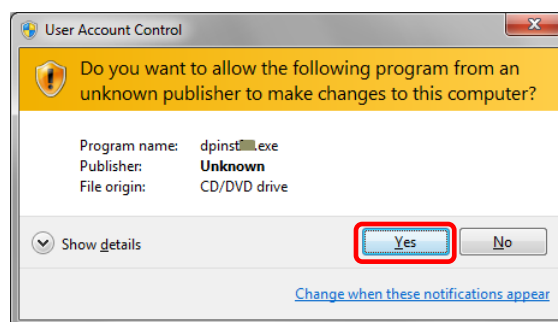 User Account Control
Do you want to allow the following program from an
unknown publisher to make changes to this computer?
Program name: dpinst .exe
Publisher: Unknown
File origin: CD/DVD drive
Show details
Yes
No
Change when these notifications appear